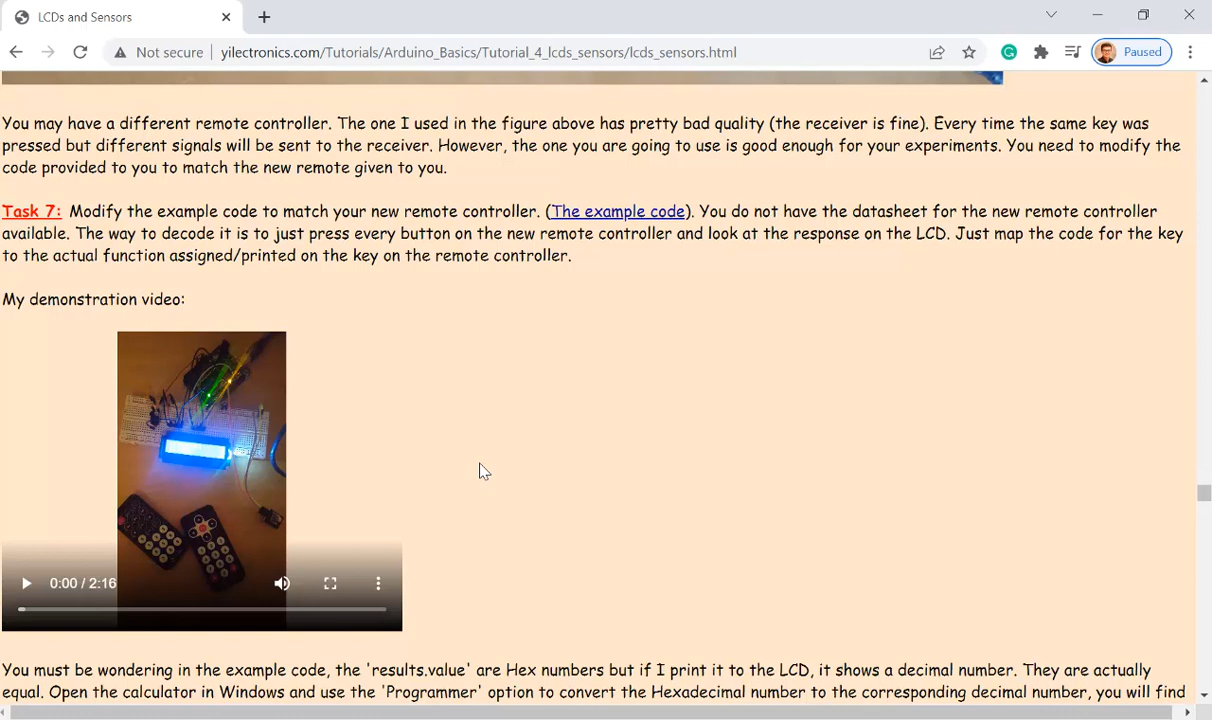 LCDs and Sensors
Not secure
yilectronics.com/Tutorials/Arduino_Basics/Tutorial_4_lcds_sensors/lcds_sensors.html
Paused
You may have a different remote controller. The one I used in the figure above has pretty bad quality (the receiver is fine). Every time the same key was
pressed but different signals will be sent to the receiver. However, the one you are going to use is good enough for your experiments. You need to modify the
code provided to you to match the new remote given to you.
Task 7: Modify the example code to match your new remote controller. (The example code). You do not have the datasheet for the new remote controller
available. The way to decode it is to just press every button on the new remote controller and look at the response on the LCD. Just map the code for the key
to the actual function assigned/printed on the key on the remote controller.
My demonstration video:
0:00 / 2:16
You must be wondering in the example code, the 'results.value' are Hex numbers but if I print it to the LCD, it shows a decimal number. They are actually
equal. Open the calculator in Windows and use the 'Programmer' option to convert the Hexadecimal number to the corresponding decimal number, you will find